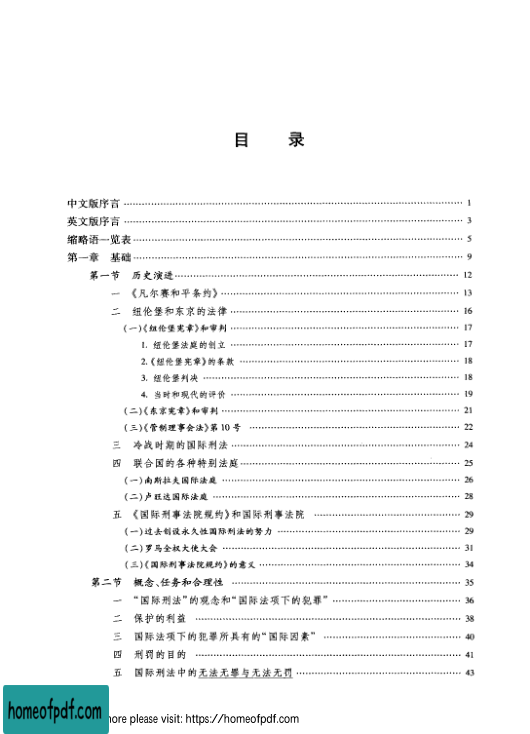 目 录
中文版序言 1
英文版序言 3
缩略语一览表 5
第一章 基础 9
第一节 历史演进 12
一 《凡尔赛和平条约》 13
二 纽伦堡和东京的法律 16
(一)《纽伦堡宪章》和审判 17
1. 纽伦堡法庭的创立 17
2.《纽伦堡宪章》的条款 18
3. 纽伦堡判决 18
4. 当时和现代的评价 19
(二)《东京宪章》和审判 21
(三)《管制理事会法》第 10 号 22
三 冷战时期的国际刑法 24
四 联合国的各种特别法庭 25
(一)南斯拉夫国际法庭 26
(二)卢旺达国际法庭 28
五 《国际刑事法院规约》和国际刑事法院 29
(一)过去创设永久性国际刑法的努力 29
(二)罗马全权大使大会 31
(三)《国际刑事法院规约》的意义 34
第二节 概念、任务和合理性 35
一 “国际刑法”的观念和“国际法项下的犯罪” 36
二 保护的利益 38
三 国际法项下的犯罪所具有的“国际因素” 40
四 刑罚的目的 41
五 国际刑法中的无法无罪与无法无罚 43
homeofpdf.com ore please visit: https://homeofpdf.com